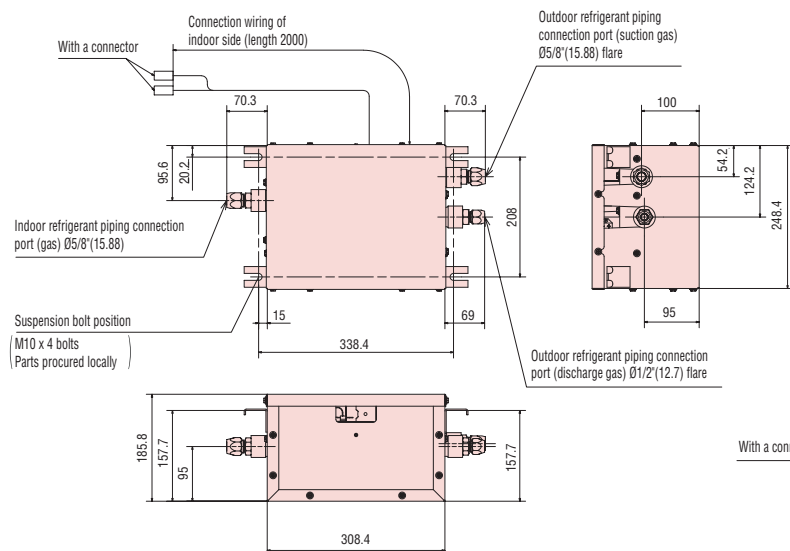 Connection wiring of
indoor side (length 2000)
With a connector
Outdoor refrigerant piping
connection port (suction gas)
Ø5/8"(15.88) flare
70.3
70.3
100
95.6
20.2
54.2
124.2
248.4
208
Indoor refrigerant piping connection
port (gas) Ø5/8"(15.88)
Suspension bolt position
M10 x 4 bolts
Parts procured locally
15
69
95
338.4
Outdoor refrigerant piping connection
port (discharge gas) Ø1/2"(12.7) flare
185.8
157.7
95
157.7
308.4
With a con